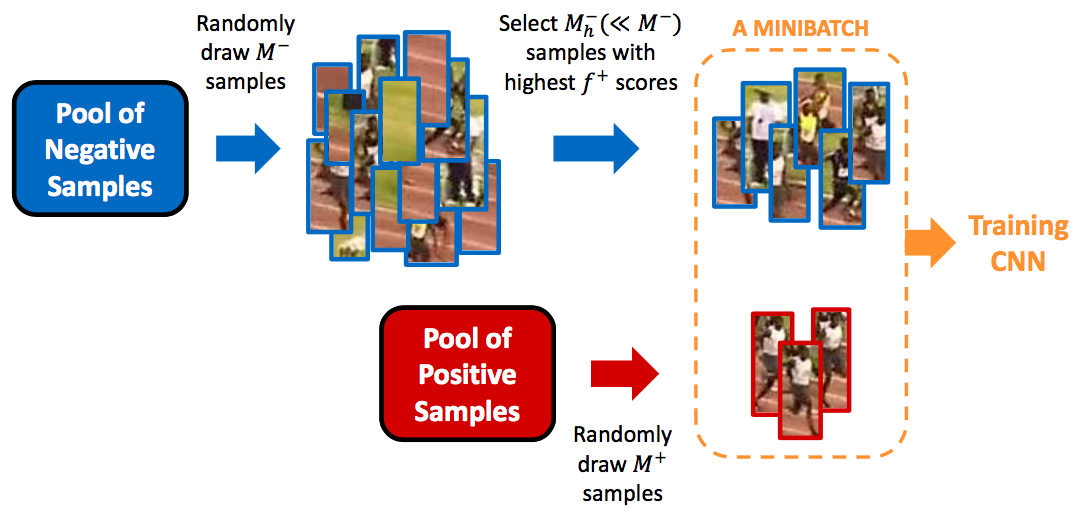 Randomly
draw M⁻
samples
Select M_h⁻(≪ M⁻)
samples with
highest f⁺ scores
A MINIBATCH
Pool of
Negative
Samples
Training
CNN
Pool of
Positive
Samples
Randomly
draw M⁺
samples